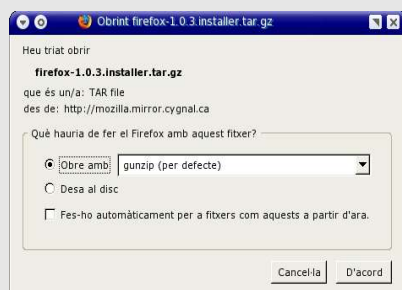 Obrint firefox-1.0.3.installer.tar.gz
Heu triat obrir
firefox-1.0.3.installer.tar.gz
que és un/a: TAR file
des de: http://mozilla.mirror.cygnal.ca
Què hauria de fer el Firefox amb aquest fitxer?
Obre amb gunzip (per defecte)
Desa al disc
Fes-ho automàticament per a fitxers com aquests a partir d'ara.
Cancel·la D'acord